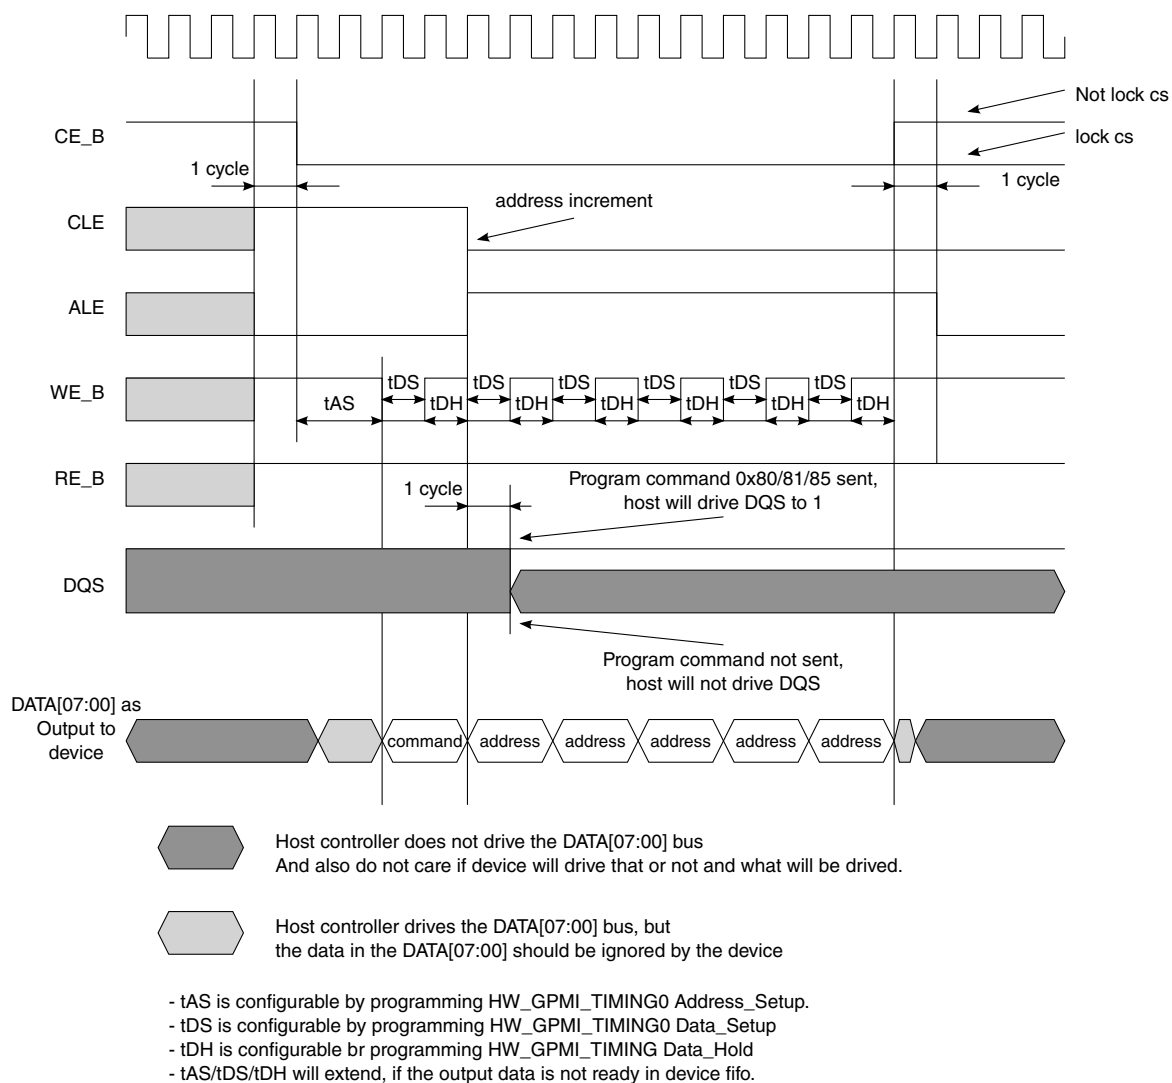 Not lock cs
CE_B
lock cs
1 cycle
1 cycle
address increment
CLE
ALE
WE_B
tDS tDS tDS tDS tDS tDS
tAS tDH tDH tDH tDH tDH tDH
RE_B
1 cycle
Program command 0x80/81/85 sent,
host will drive DQS to 1
DQS
Program command not sent,
host will not drive DQS
DATA[07:00] as
Output to
device
command address address address address address
Host controller does not drive the DATA[07:00] bus
And also do not care if device will drive that or not and what will be drived.
Host controller drives the DATA[07:00] bus, but
the data in the DATA[07:00] should be ignored by the device
- tAS is configurable by programming HW_GPMI_TIMING0 Address_Setup.
- tDS is configurable by programming HW_GPMI_TIMING0 Data_Setup
- tDH is configurable br programming HW_GPMI_TIMING Data_Hold
- tAS/tDS/tDH will extend, if the output data is not ready in device fifo.